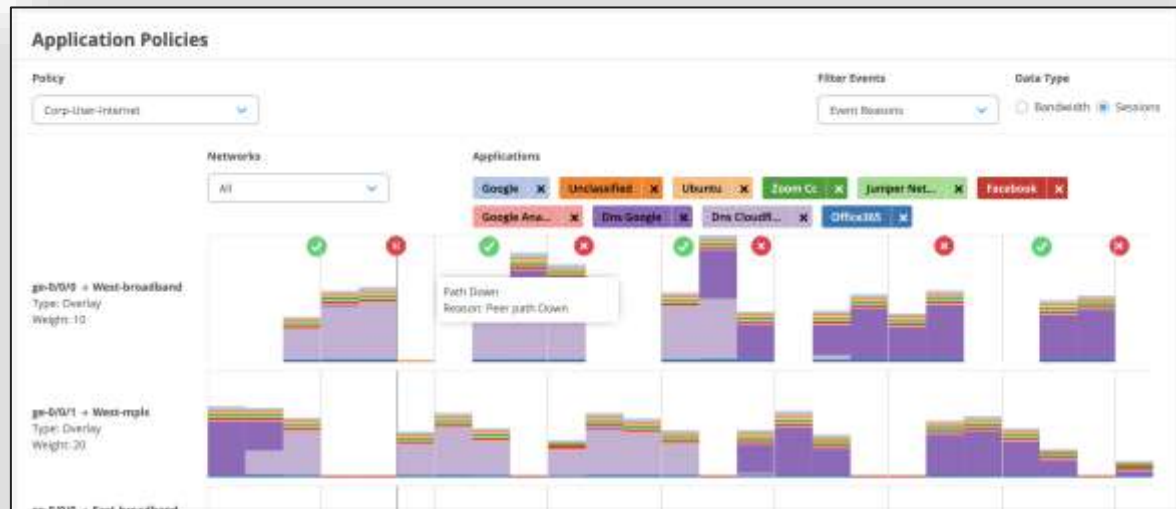 Application Policies
Policy
Filter Events
Data Type
Corp-User-Internet
Event Reasons
Bandwidth
Sessions
Networks
Applications
All
Google
Unclassified
Ubuntu
Zoom Cc
Juniper Net...
Facebook
Google Ana...
Dns Google
Dns Cloudfl...
Office365
ge-0/0/0 → West-broadband
Type: Overlay
Weight: 10
Path Down
Reason: Peer path Down
ge-0/0/1 → West-mpls
Type: Overlay
Weight: 20